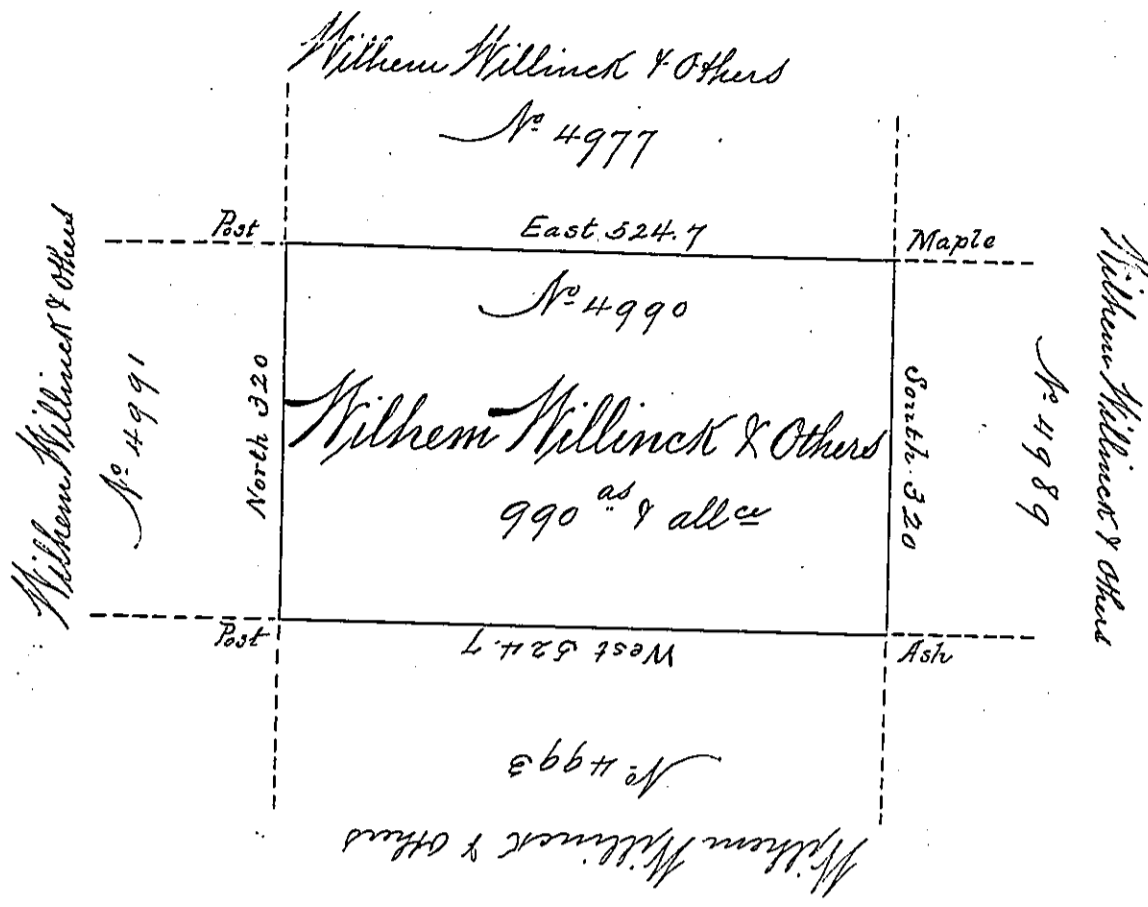 Wilhem Willinck & Others
No 4977
Post
East 524.7
Maple
No 4990
Wilhem Willinck & Others
No 4991
North 320
Wilhem Willinck & Others
990 as & allce
South 320
No 4989
Wilhem Willinck & Others
Post
West 524.7
Ash
No 4993
Wilhem Willinck & Others